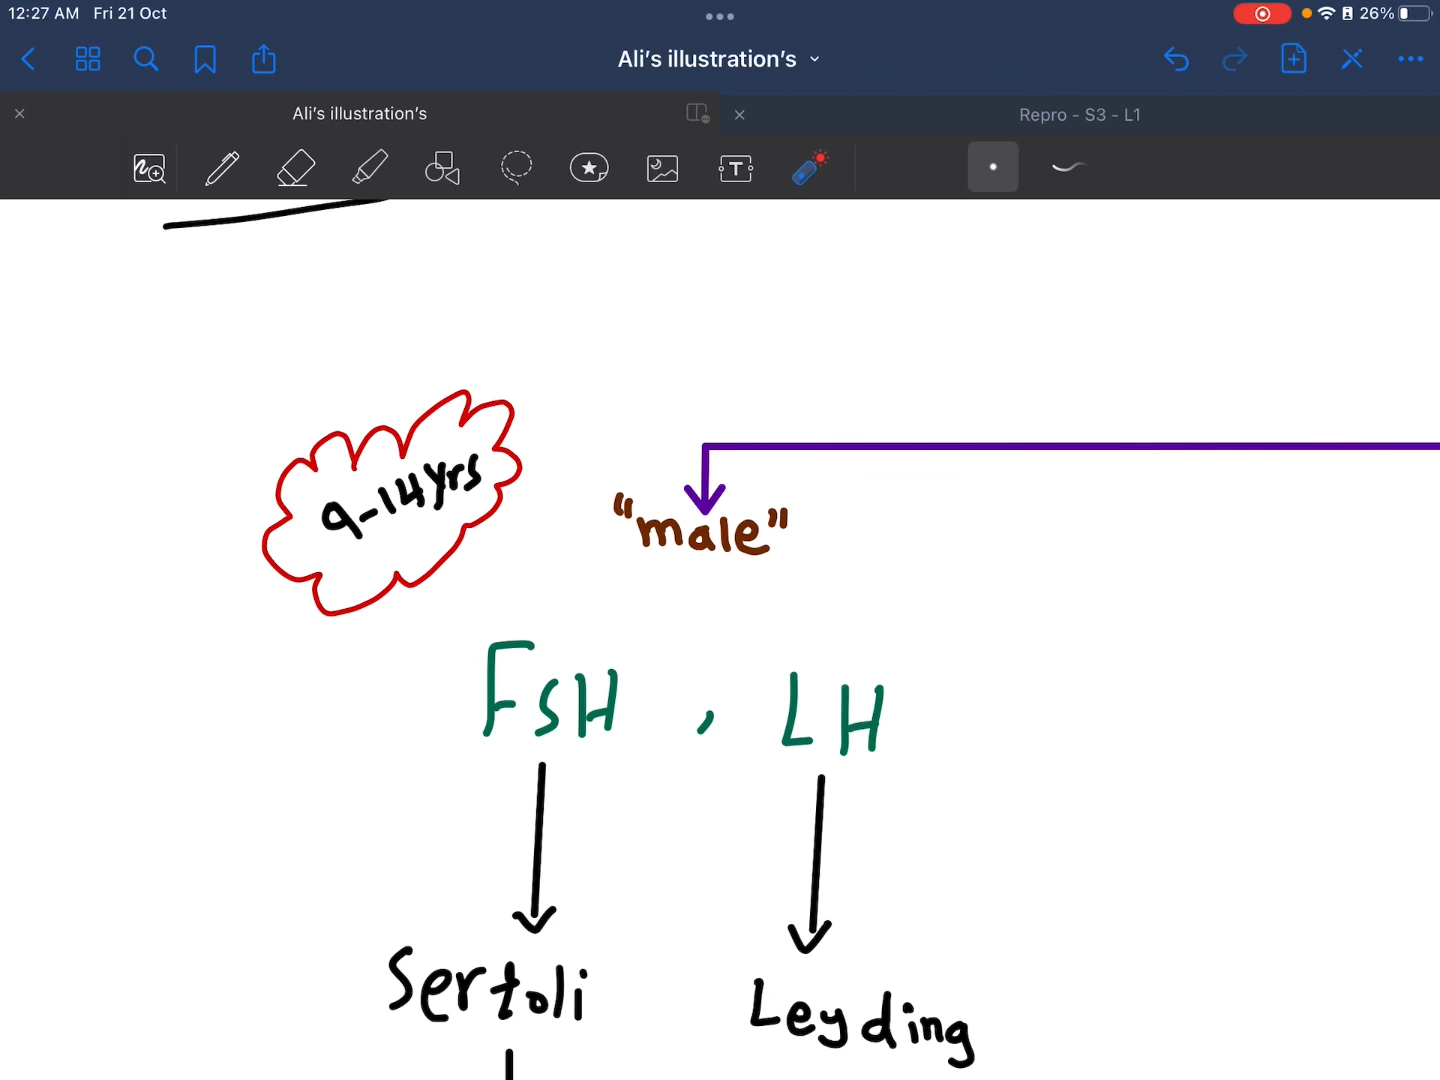 12:27 AM Fri 21 Oct
26%
Ali's illustration's
Ali's illustration's
Repro - S3 - L1
T
9-14yrs
"male"
FSH , LH
Sertoli
Leyding